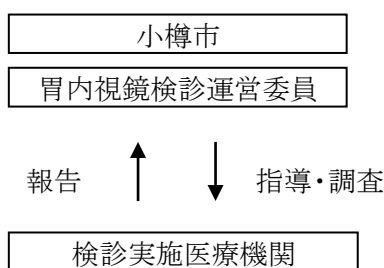 小樽市
胃内視鏡検診運営委員
報告
指導・調査
検診実施医療機関